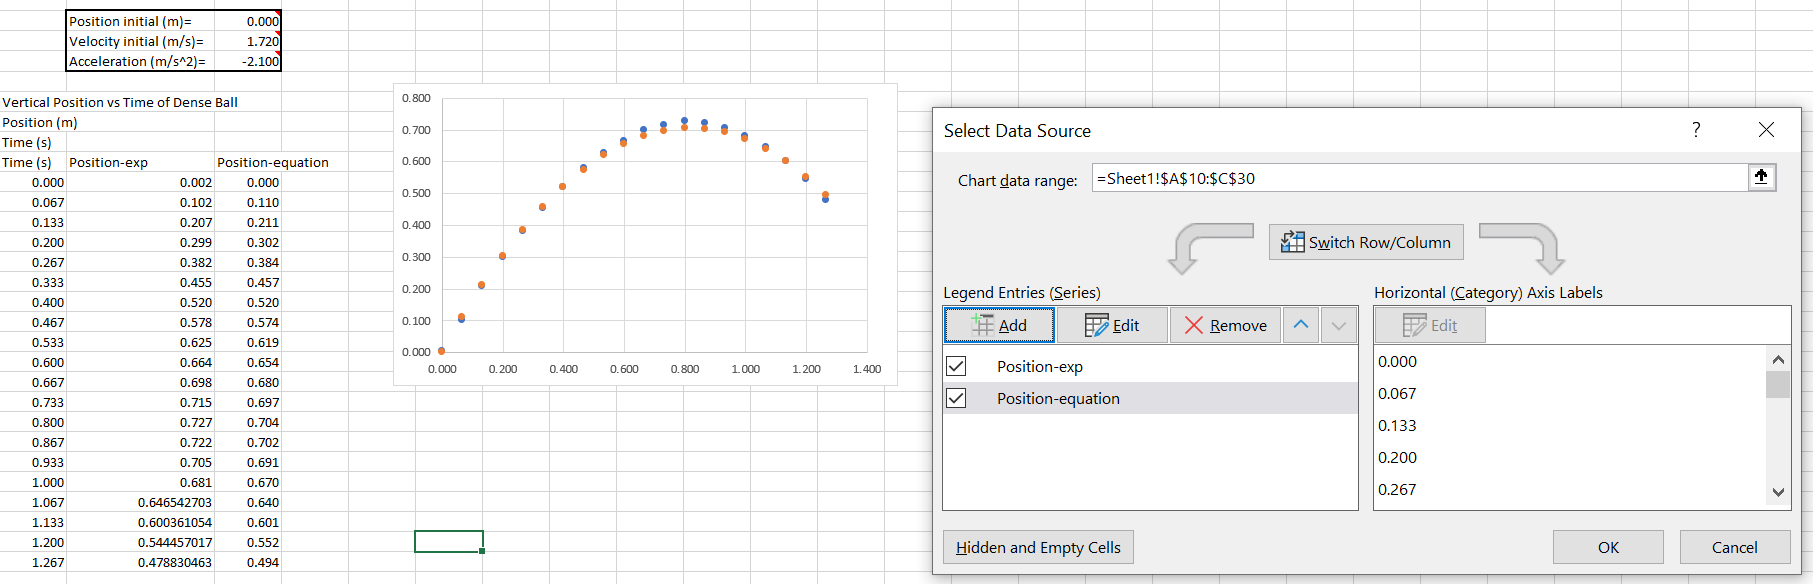 Position initial (m)= 0.000
Velocity initial (m/s)= 1.720
Acceleration (m/s^2)= -2.100
Vertical Position vs Time of Dense Ball
Position (m)
Time (s)
Time (s) Position-exp Position-equation
0.000 0.002 0.000
0.067 0.102 0.110
0.133 0.207 0.211
0.200 0.299 0.302
0.267 0.382 0.384
0.333 0.455 0.457
0.400 0.520 0.520
0.467 0.578 0.574
0.533 0.625 0.619
0.600 0.664 0.654
0.667 0.698 0.680
0.733 0.715 0.697
0.800 0.727 0.704
0.867 0.722 0.702
0.933 0.705 0.691
1.000 0.681 0.670
1.067 0.646542703 0.640
1.133 0.600361054 0.601
1.200 0.544457017 0.552
1.267 0.478830463 0.494
0.800
0.700
0.600
0.500
0.400
0.300
0.200
0.100
0.000
0.000 0.200 0.400 0.600 0.800 1.000 1.200 1.400
Select Data Source ?
Chart data range: =Sheet1!$A$10:$C$30
Switch Row/Column
Legend Entries (Series)
Add Edit Remove
Position-exp
Position-equation
Horizontal (Category) Axis Labels
Edit
0.000
0.067
0.133
0.200
0.267
Hidden and Empty Cells OK Cancel